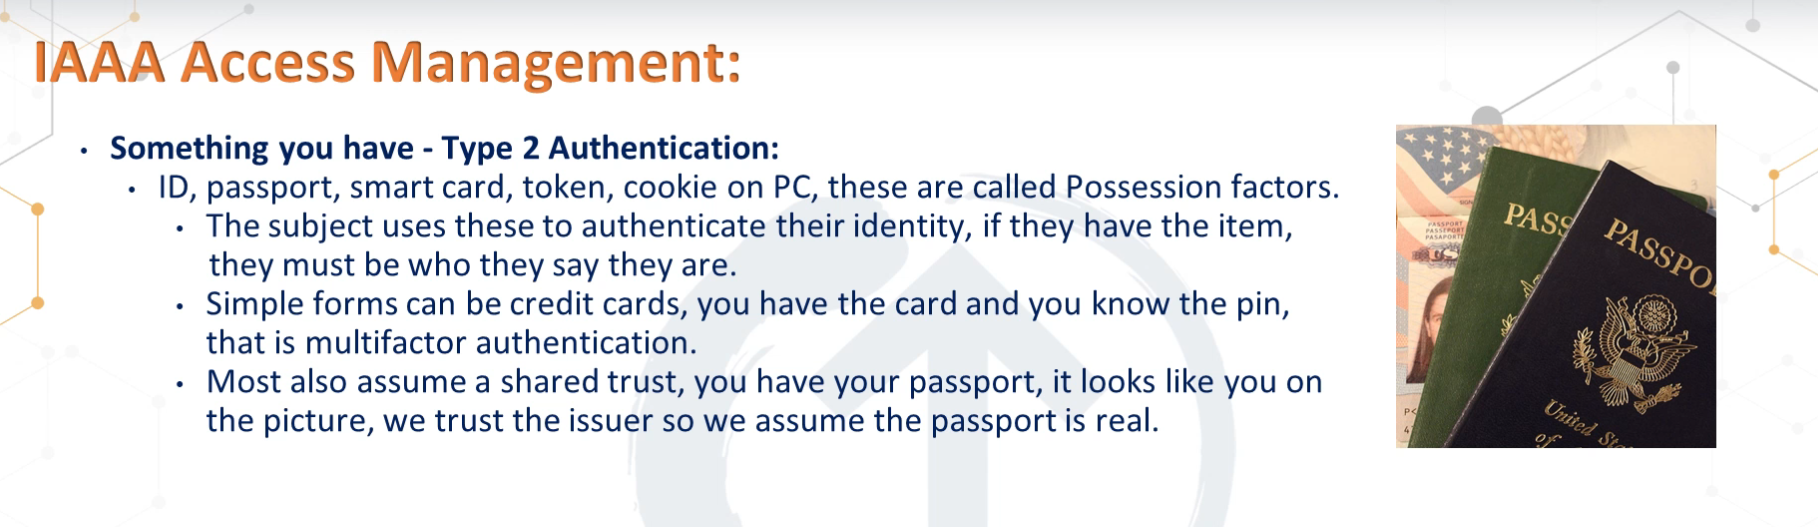 IAAA Access Management:
• Something you have - Type 2 Authentication:
• ID, passport, smart card, token, cookie on PC, these are called Possession factors.
• The subject uses these to authenticate their identity, if they have the item,
they must be who they say they are.
• Simple forms can be credit cards, you have the card and you know the pin,
that is multifactor authentication.
• Most also assume a shared trust, you have your passport, it looks like you on
the picture, we trust the issuer so we assume the passport is real.
PASSPORT
PASSEPORT
PASAPORTE
PASS
PASSPO
United Sta
of